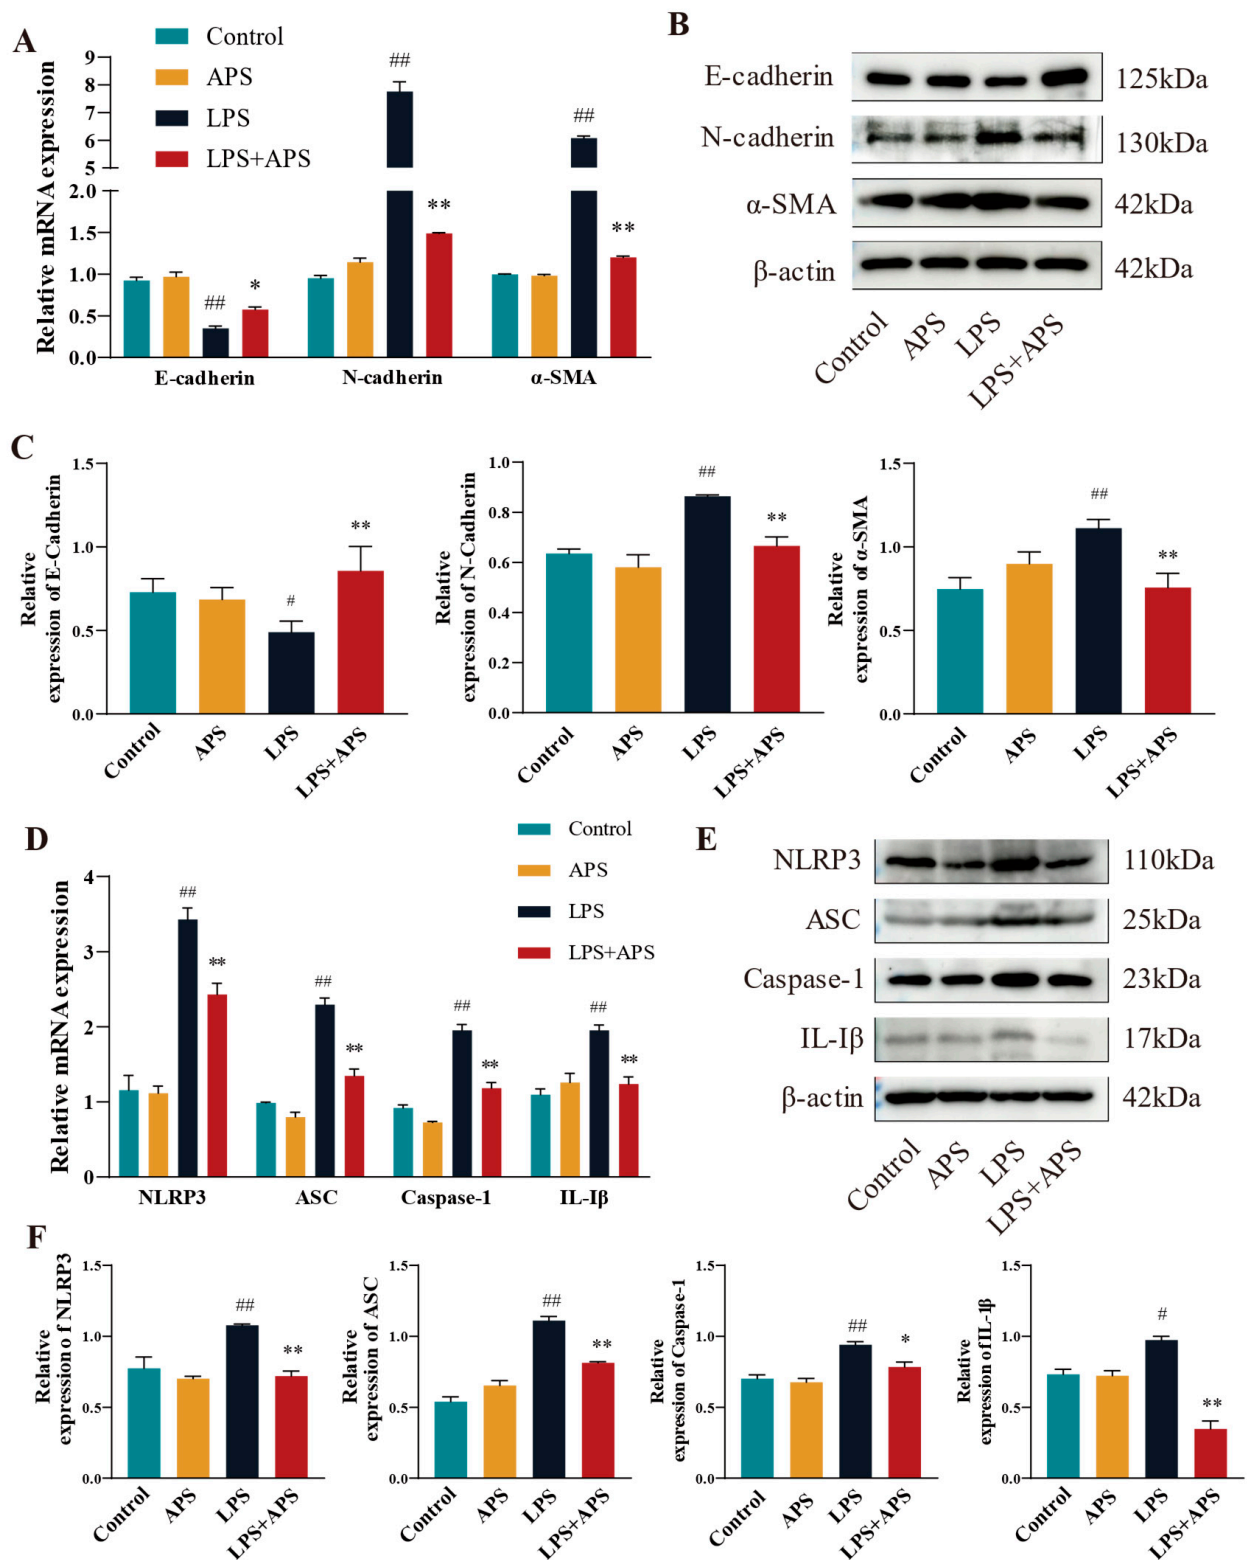 A
Control
APS
LPS
LPS+APS
Relative mRNA expression
9
8
7
6
5
2.0
1.5
1.0
0.5
0.0
##
*
##
**
##
**
E-cadherin
N-cadherin
α-SMA
B
E-cadherin
125kDa
N-cadherin
130kDa
α-SMA
42kDa
β-actin
42kDa
Control
APS
LPS
LPS+APS
C
Relative
expression of E-Cadherin
1.5
1.0
0.5
0.0
#
**
Control
APS
LPS
LPS+APS
Relative
expression of N-Cadherin
1.0
0.8
0.6
0.4
0.2
0.0
##
**
Control
APS
LPS
LPS+APS
Relative
expression of α-SMA
1.5
1.0
0.5
0.0
##
**
Control
APS
LPS
LPS+APS
D
Control
APS
LPS
LPS+APS
Relative mRNA expression
4
3
2
1
0
##
**
##
**
##
**
##
**
NLRP3
ASC
Caspase-1
IL-Iβ
E
NLRP3
110kDa
ASC
25kDa
Caspase-1
23kDa
IL-Iβ
17kDa
β-actin
42kDa
Control
APS
LPS
LPS+APS
F
Relative
expression of NLRP3
1.5
1.0
0.5
0.0
##
**
Control
APS
LPS
LPS+APS
Relative
expression of ASC
1.5
1.0
0.5
0.0
##
**
Control
APS
LPS
LPS+APS
Relative
expression of Caspase-1
1.5
1.0
0.5
0.0
##
*
Control
APS
LPS
LPS+APS
Relative
expression of IL-1β
1.5
1.0
0.5
0.0
#
**
Control
APS
LPS
LPS+APS